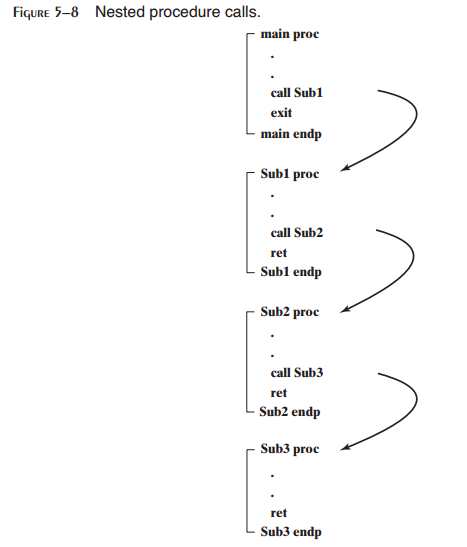 FIGURE 5–8 Nested procedure calls.
main proc
.
.
call Sub1
exit
main endp
Sub1 proc
.
.
call Sub2
ret
Sub1 endp
Sub2 proc
.
.
call Sub3
ret
Sub2 endp
Sub3 proc
.
.
ret
Sub3 endp